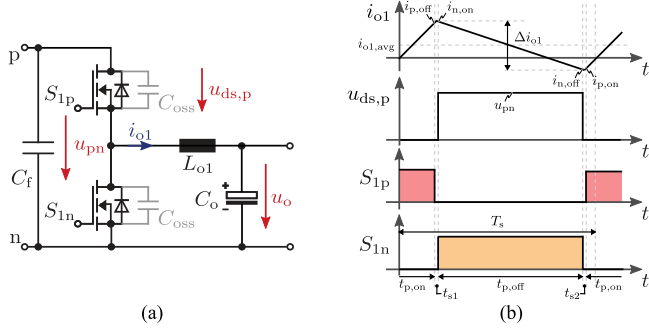 p
S1p
Coss
uds,p
upn
io1
Lo1
Cf
S1n
Coss
Co
+
-
uo
n
(a)
io1
ip,off
in,on
Δio1
io1,avg
in,off
ip,on
t
uds,p
upn
t
S1p
t
Ts
S1n
t
tp,on
tp,off
tp,on
ts1
ts2
(b)